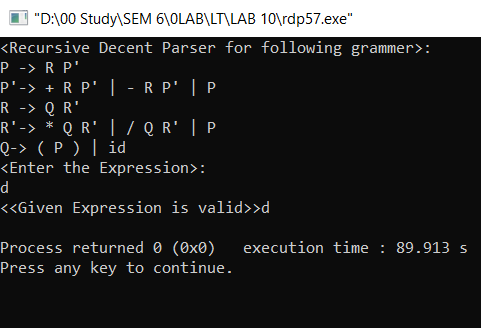 "D:\00 Study\SEM 6\0LAB\LT\LAB 10\rdp57.exe"
<Recursive Decent Parser for following grammer>:
P -> R P'
P'-> + R P' | - R P' | P
R -> Q R'
R'-> * Q R' | / Q R' | P
Q-> ( P ) | id
<Enter the Expression>:
d
<<Given Expression is valid>>d
Process returned 0 (0x0)   execution time : 89.913 s
Press any key to continue.